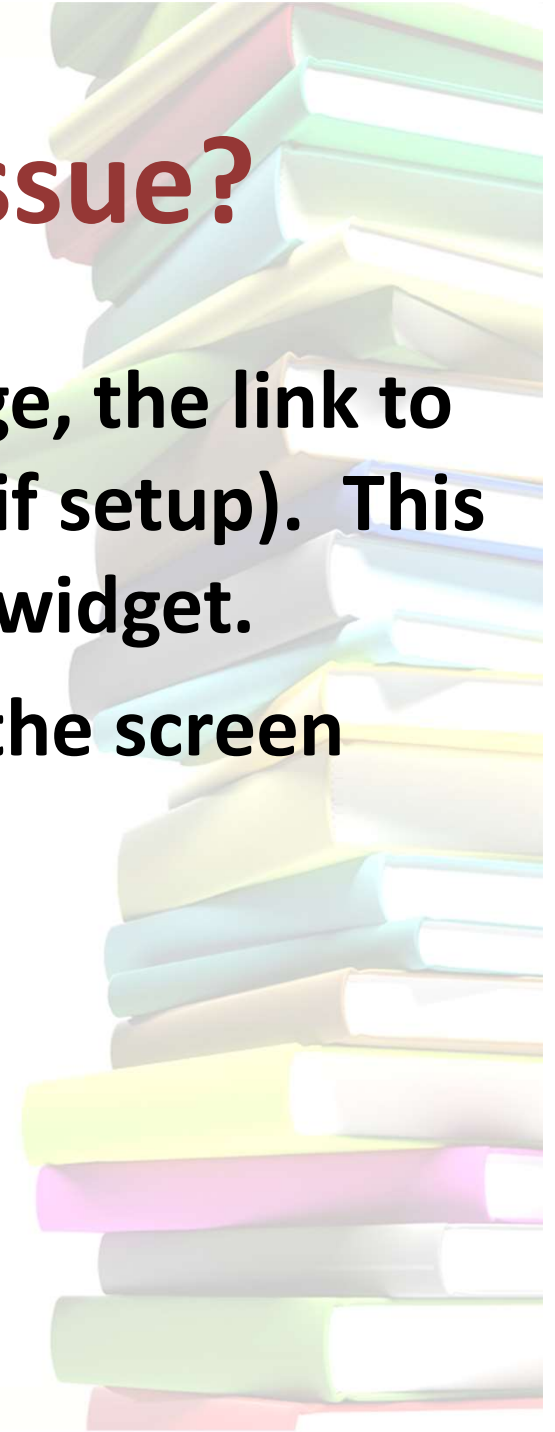 ssue?
ge, the link to
if setup). This
widget.
the screen